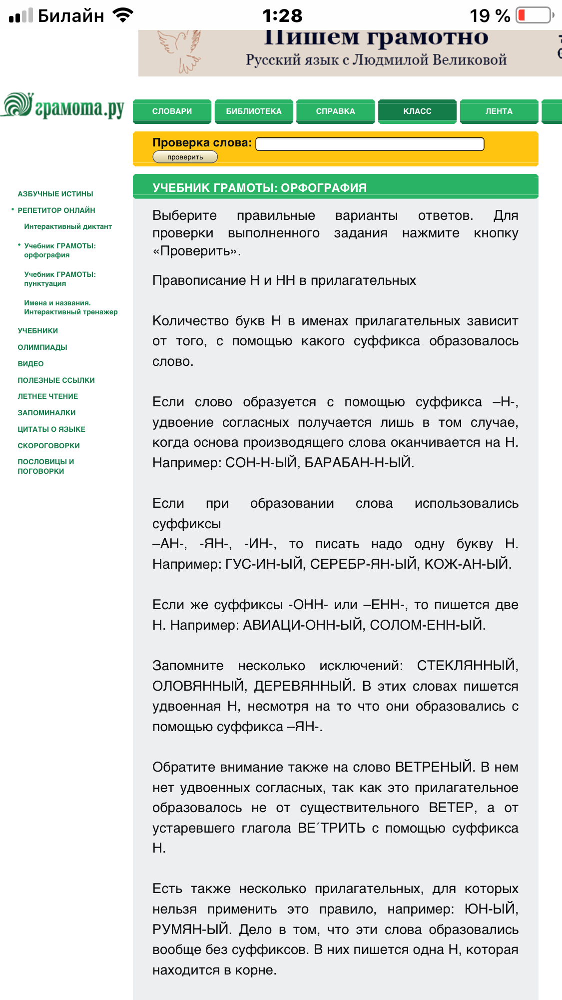 Билайн
1:28
19 %
Пишем грамотно
Русский язык с Людмилой Великовой
грамота.ру
СЛОВАРИ
БИБЛИОТЕКА
СПРАВКА
КЛАСС
ЛЕНТА
Проверка слова:
проверить
АЗБУЧНЫЕ ИСТИНЫ
• РЕПЕТИТОР ОНЛАЙН
Интерактивный диктант
• Учебник ГРАМОТЫ:
орфография
Учебник ГРАМОТЫ:
пунктуация
Имена и названия.
Интерактивный тренажер
УЧЕБНИКИ
ОЛИМПИАДЫ
ВИДЕО
ПОЛЕЗНЫЕ ССЫЛКИ
ЛЕТНЕЕ ЧТЕНИЕ
ЗАПОМИНАЛКИ
ЦИТАТЫ О ЯЗЫКЕ
СКОРОГОВОРКИ
ПОСЛОВИЦЫ И
ПОГОВОРКИ
УЧЕБНИК ГРАМОТЫ: ОРФОГРАФИЯ
Выберите правильные варианты ответов. Для
проверки выполненного задания нажмите кнопку
«Проверить».
Правописание Н и НН в прилагательных
Количество букв Н в именах прилагательных зависит
от того, с помощью какого суффикса образовалось
слово.
Если слово образуется с помощью суффикса –Н-,
удвоение согласных получается лишь в том случае,
когда основа производящего слова оканчивается на Н.
Например: СОН-Н-ЫЙ, БАРАБАН-Н-ЫЙ.
Если при образовании слова использовались
суффиксы
–АН-, -ЯН-, -ИН-, то писать надо одну букву Н.
Например: ГУС-ИН-ЫЙ, СЕРЕБР-ЯН-ЫЙ, КОЖ-АН-ЫЙ.
Если же суффиксы -ОНН- или –ЕНН-, то пишется две
Н. Например: АВИАЦИ-ОНН-ЫЙ, СОЛОМ-ЕНН-ЫЙ.
Запомните несколько исключений: СТЕКЛЯННЫЙ,
ОЛОВЯННЫЙ, ДЕРЕВЯННЫЙ. В этих словах пишется
удвоенная Н, несмотря на то что они образовались с
помощью суффикса –ЯН-.
Обратите внимание также на слово ВЕТРЕНЫЙ. В нем
нет удвоенных согласных, так как это прилагательное
образовалось не от существительного ВЕТЕР, а от
устаревшего глагола ВЕ´ТРИТЬ с помощью суффикса
Н.
Есть также несколько прилагательных, для которых
нельзя применить это правило, например: ЮН-ЫЙ,
РУМЯН-ЫЙ. Дело в том, что эти слова образовались
вообще без суффиксов. В них пишется одна Н, которая
находится в корне.